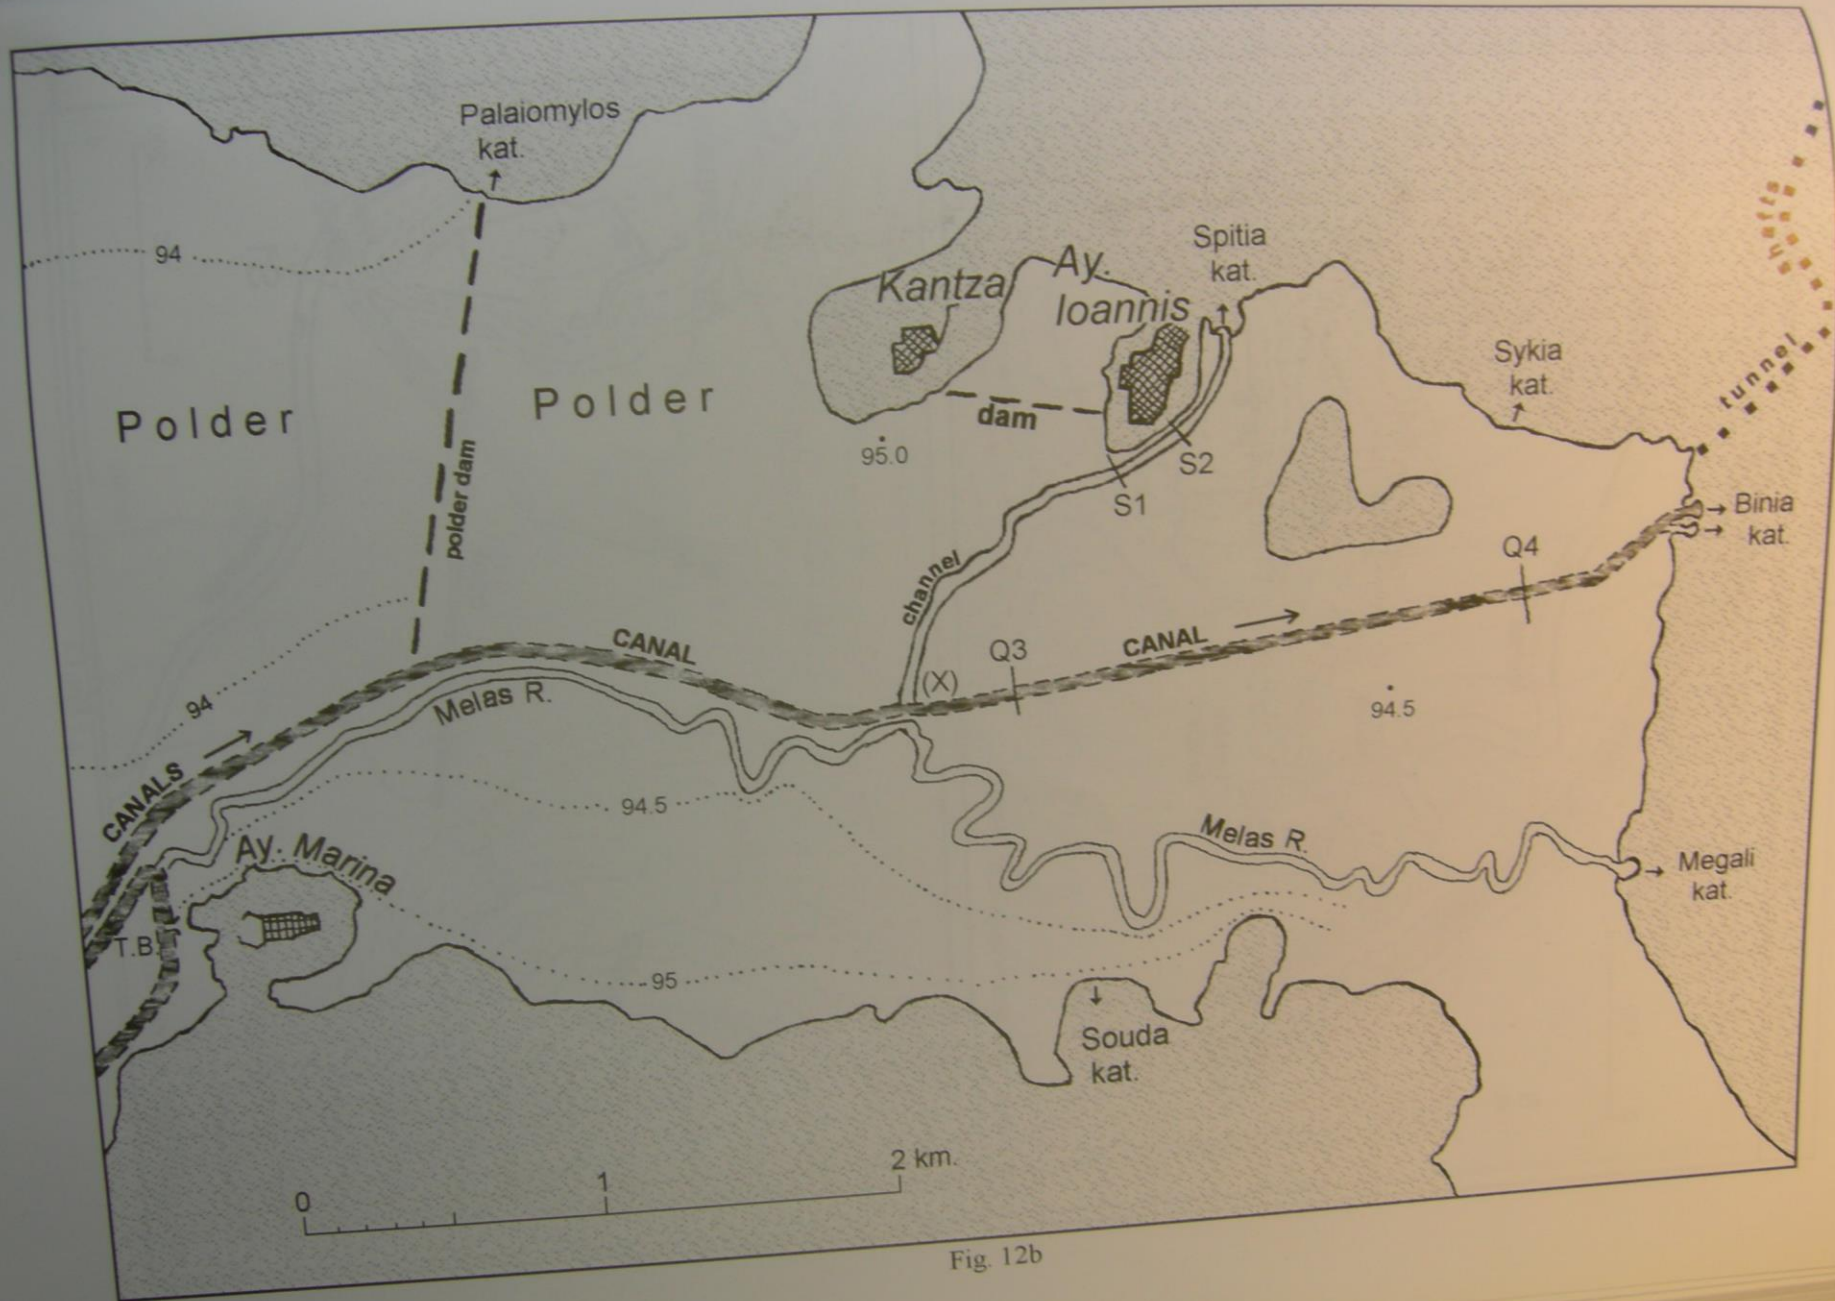 Palaiomylos
kat.
94
Spitia
kat.
Ay.
Ioannis
Kantza
shafts
tunnel
Sykia
kat.
Polder
Polder
dam
95.0
polder dam
S2
S1
Binia
kat.
Q4
channel
CANAL
CANAL
Q3
(X)
94
Melas R.
94.5
CANALS
94.5
Melas R.
Ay. Marina
Megali
kat.
T.B.
95
Souda
kat.
0
1
2 km.
Fig. 12b